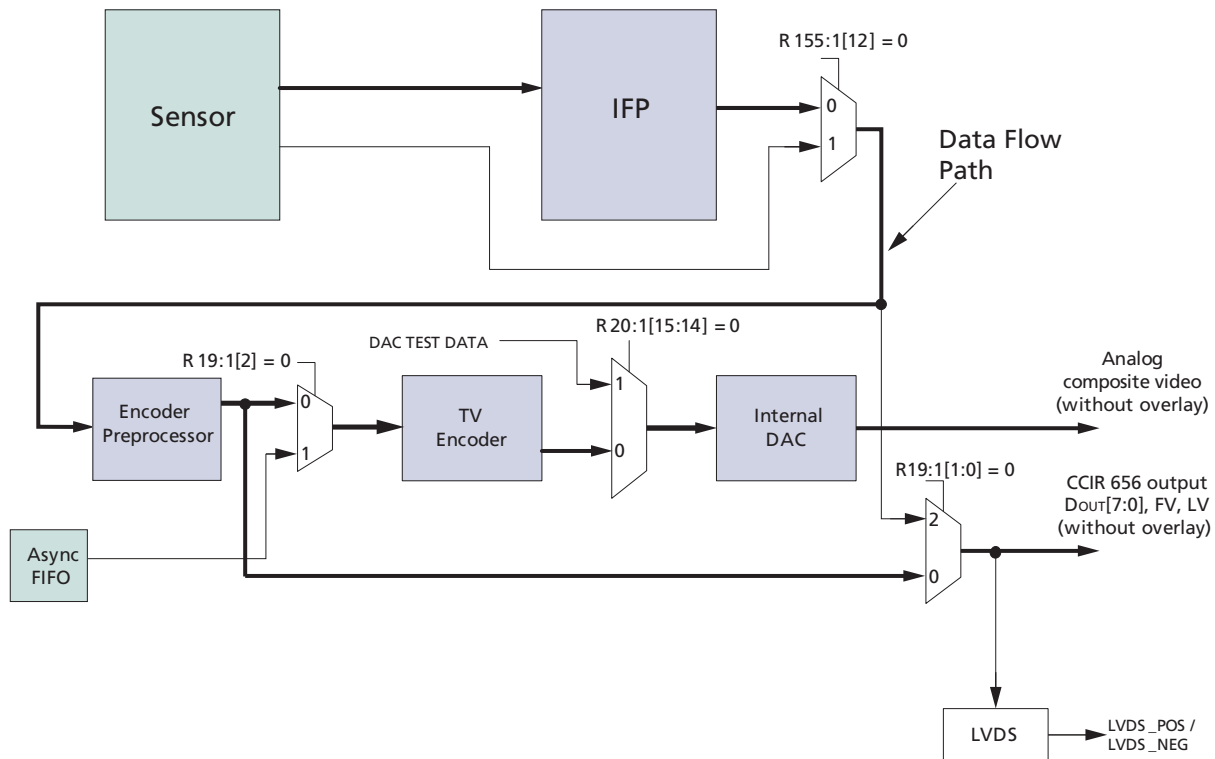 R 155:1[12] = 0
Sensor
IFP
0
1
Data Flow
Path
R 20:1[15:14] = 0
DAC TEST DATA
R 19:1[2] = 0
1
Analog
composite video
(without overlay)
Encoder
Preprocessor
0
TV
Encoder
Internal
DAC
0
1
R19:1[1:0] = 0
CCIR 656 output
DOUT[7:0], FV, LV
(without overlay)
2
Async
FIFO
0
LVDS
LVDS_POS /
LVDS_NEG